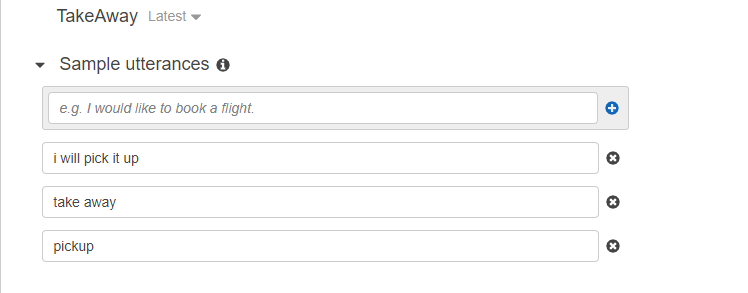 TakeAway Latest
Sample utterances
e.g. I would like to book a flight.
i will pick it up
take away
pickup